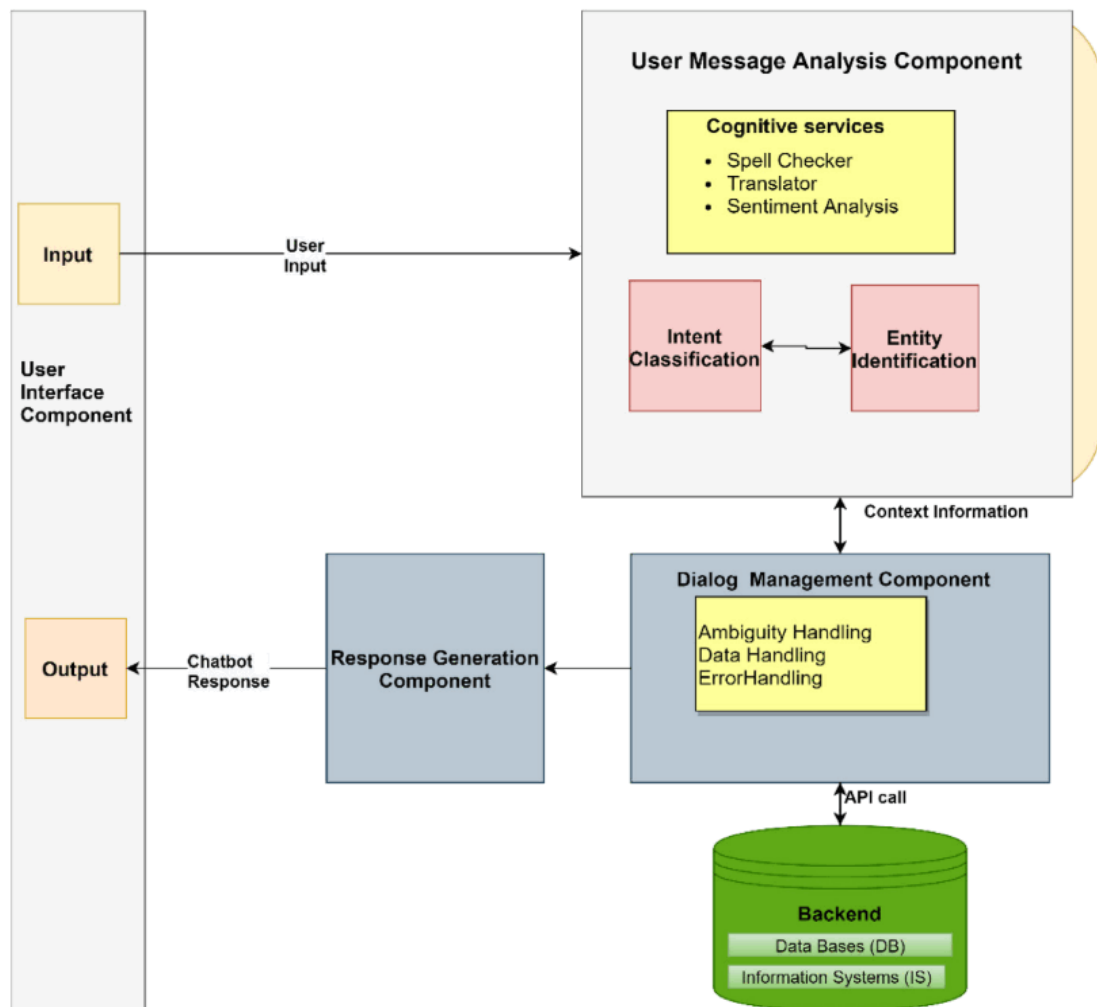 User Message Analysis Component
Cognitive services
• Spell Checker
• Translator
• Sentiment Analysis
Input
User
Input
Intent
Classification
Entity
Identification
User
Interface
Component
Context Information
Dialog Management Component
Ambiguity Handling
Data Handling
ErrorHandling
Response Generation
Component
Chatbot
Response
Output
API call
Backend
Data Bases (DB)
Information Systems (IS)